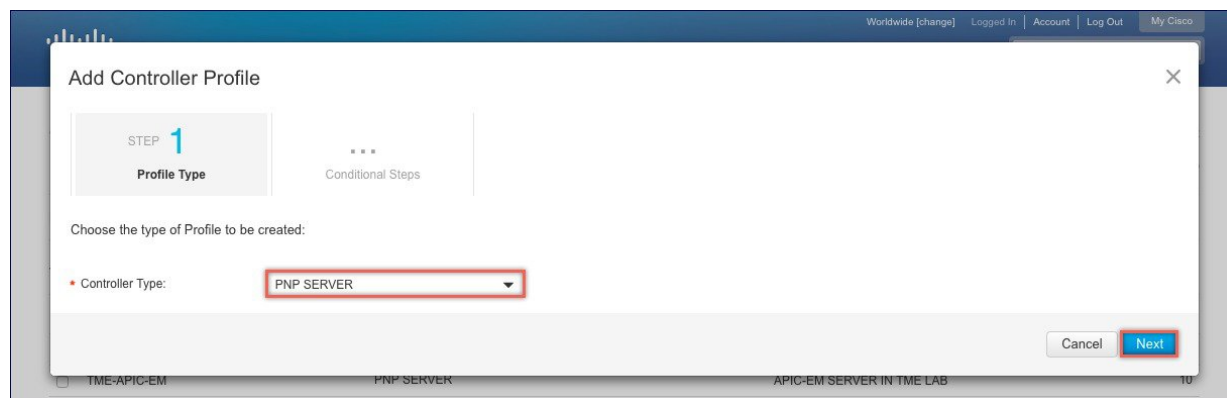 Worldwide [change] Logged In | Account | Log Out My Cisco
Add Controller Profile
STEP 1
...
Profile Type
Conditional Steps
Choose the type of Profile to be created:
• Controller Type: PNP SERVER
Cancel Next
TME-APIC-EM PNP SERVER APIC-EM SERVER IN TME LAB 10